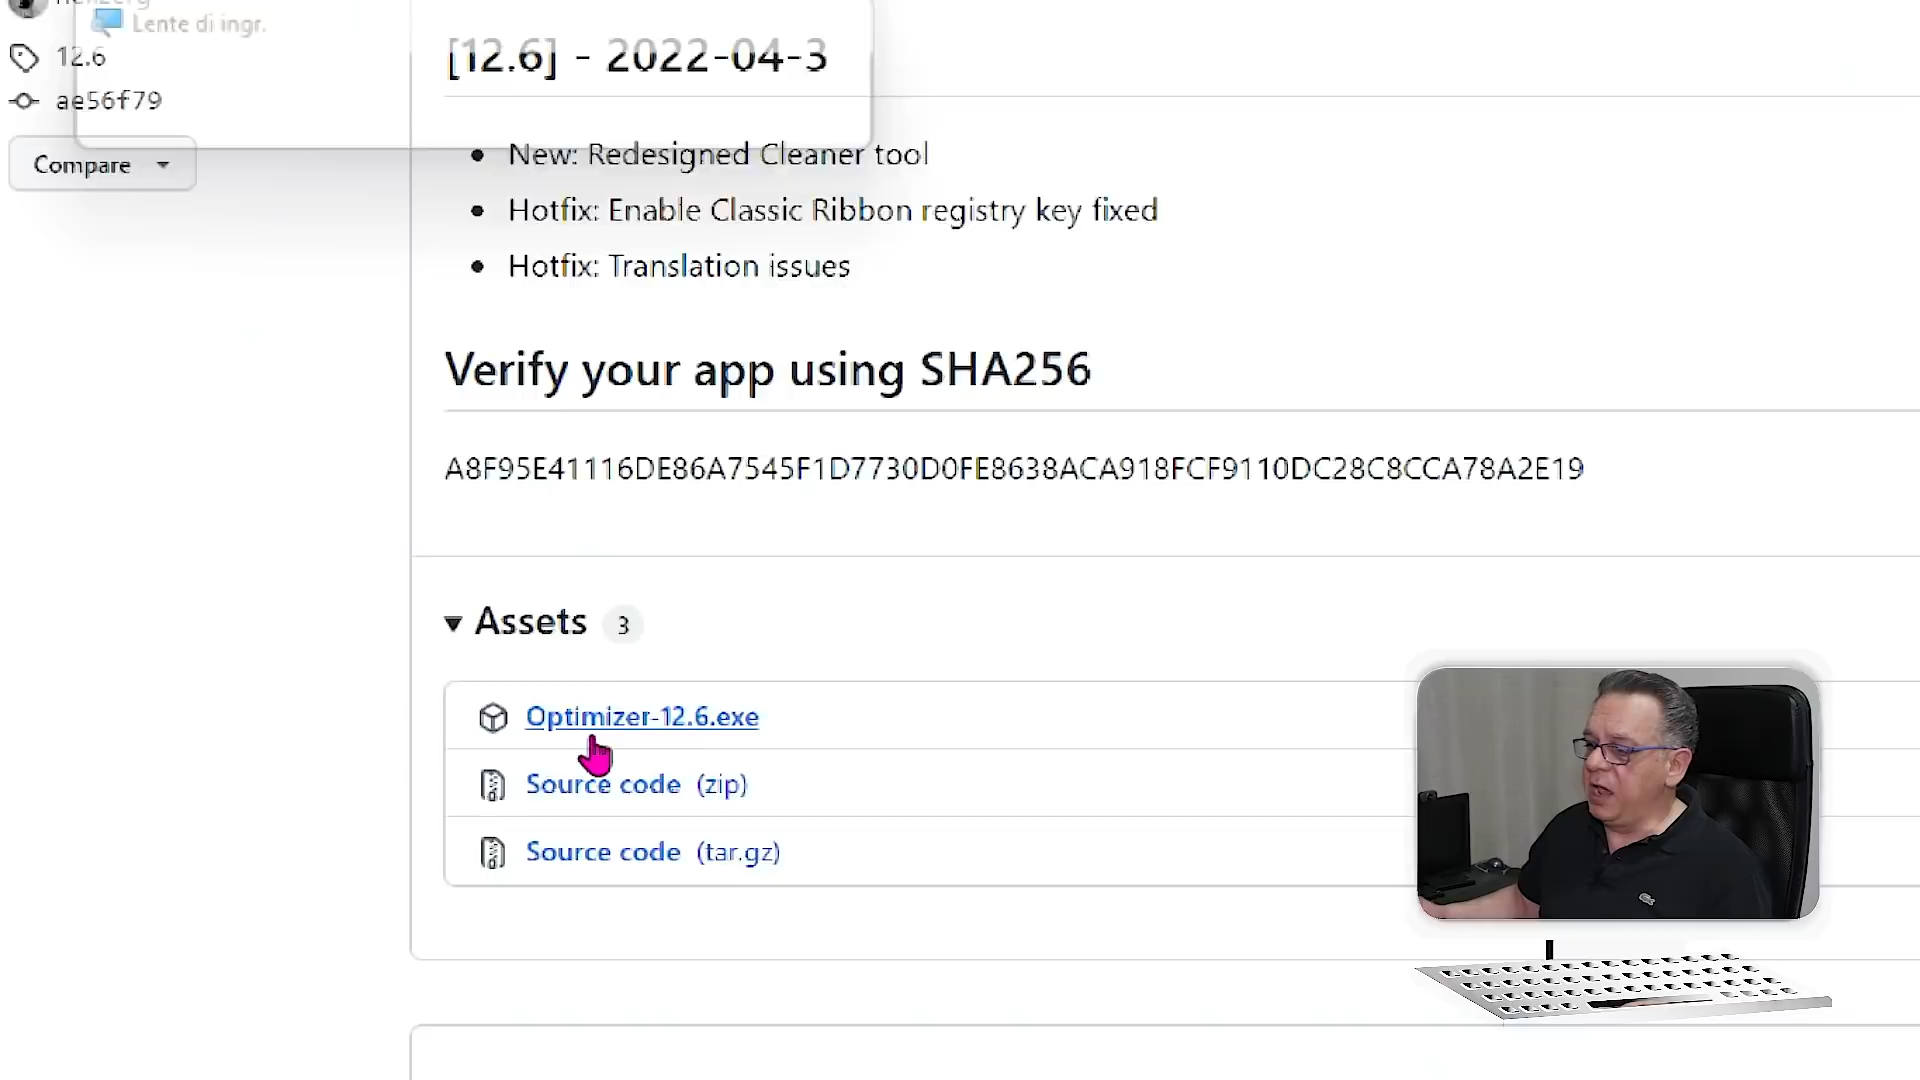 Lente di ingr.
12.6
ae56f79
Compare
[12.6] - 2022-04-3
New: Redesigned Cleaner tool
Hotfix: Enable Classic Ribbon registry key fixed
Hotfix: Translation issues
Verify your app using SHA256
A8F95E41116DE86A7545F1D7730D0FE8638ACA918FCF9110DC28C8CCA78A2E19
Assets 3
Optimizer-12.6.exe
Source code (zip)
Source code (tar.gz)